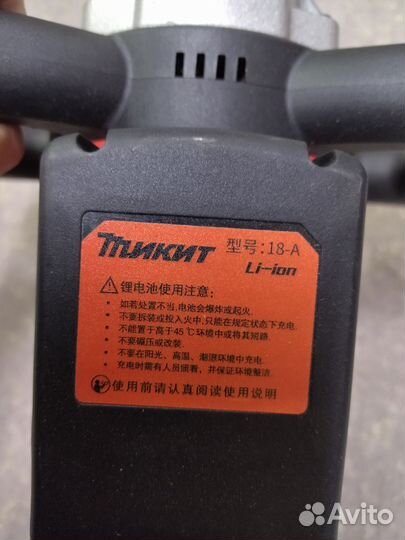 ТИКИТ 型号:18-A
Li-ion
锂电池使用注意:
• 如若处置不当,电池会爆炸或起火。
• 不要拆装或投入火中,只能在规定状态下充电。
• 不能置于高于45℃环境中或将其短路。
• 不要碾压或改装。
• 不要在阳光、高温、潮湿环境中充电。
• 充电时需有人员照看，并保证环境整洁。
使用前请认真阅读使用说明
Avito